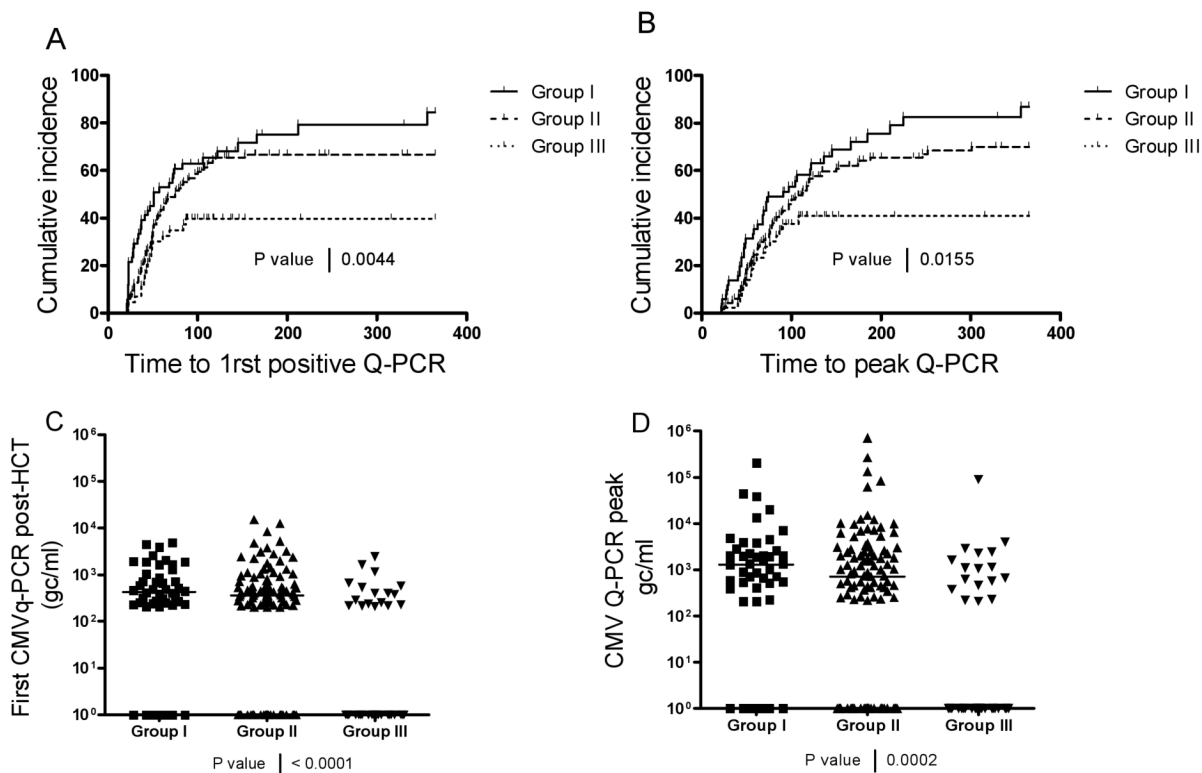 A
Cumulative incidence
100
80
60
40
20
0
0 100 200 300 400
Time to 1rst positive Q-PCR
Group I
Group II
Group III
P value | 0.0044
B
Cumulative incidence
100
80
60
40
20
0
0 100 200 300 400
Time to peak Q-PCR
Group I
Group II
Group III
P value | 0.0155
C
First CMVq-PCR post-HCT
(gc/ml)
10⁶
10⁵
10⁴
10³
10²
10¹
10⁰
Group I Group II Group III
P value | < 0.0001
D
CMV Q-PCR peak
gc/ml
10⁶
10⁵
10⁴
10³
10²
10¹
10⁰
Group I Group II Group III
P value | 0.0002